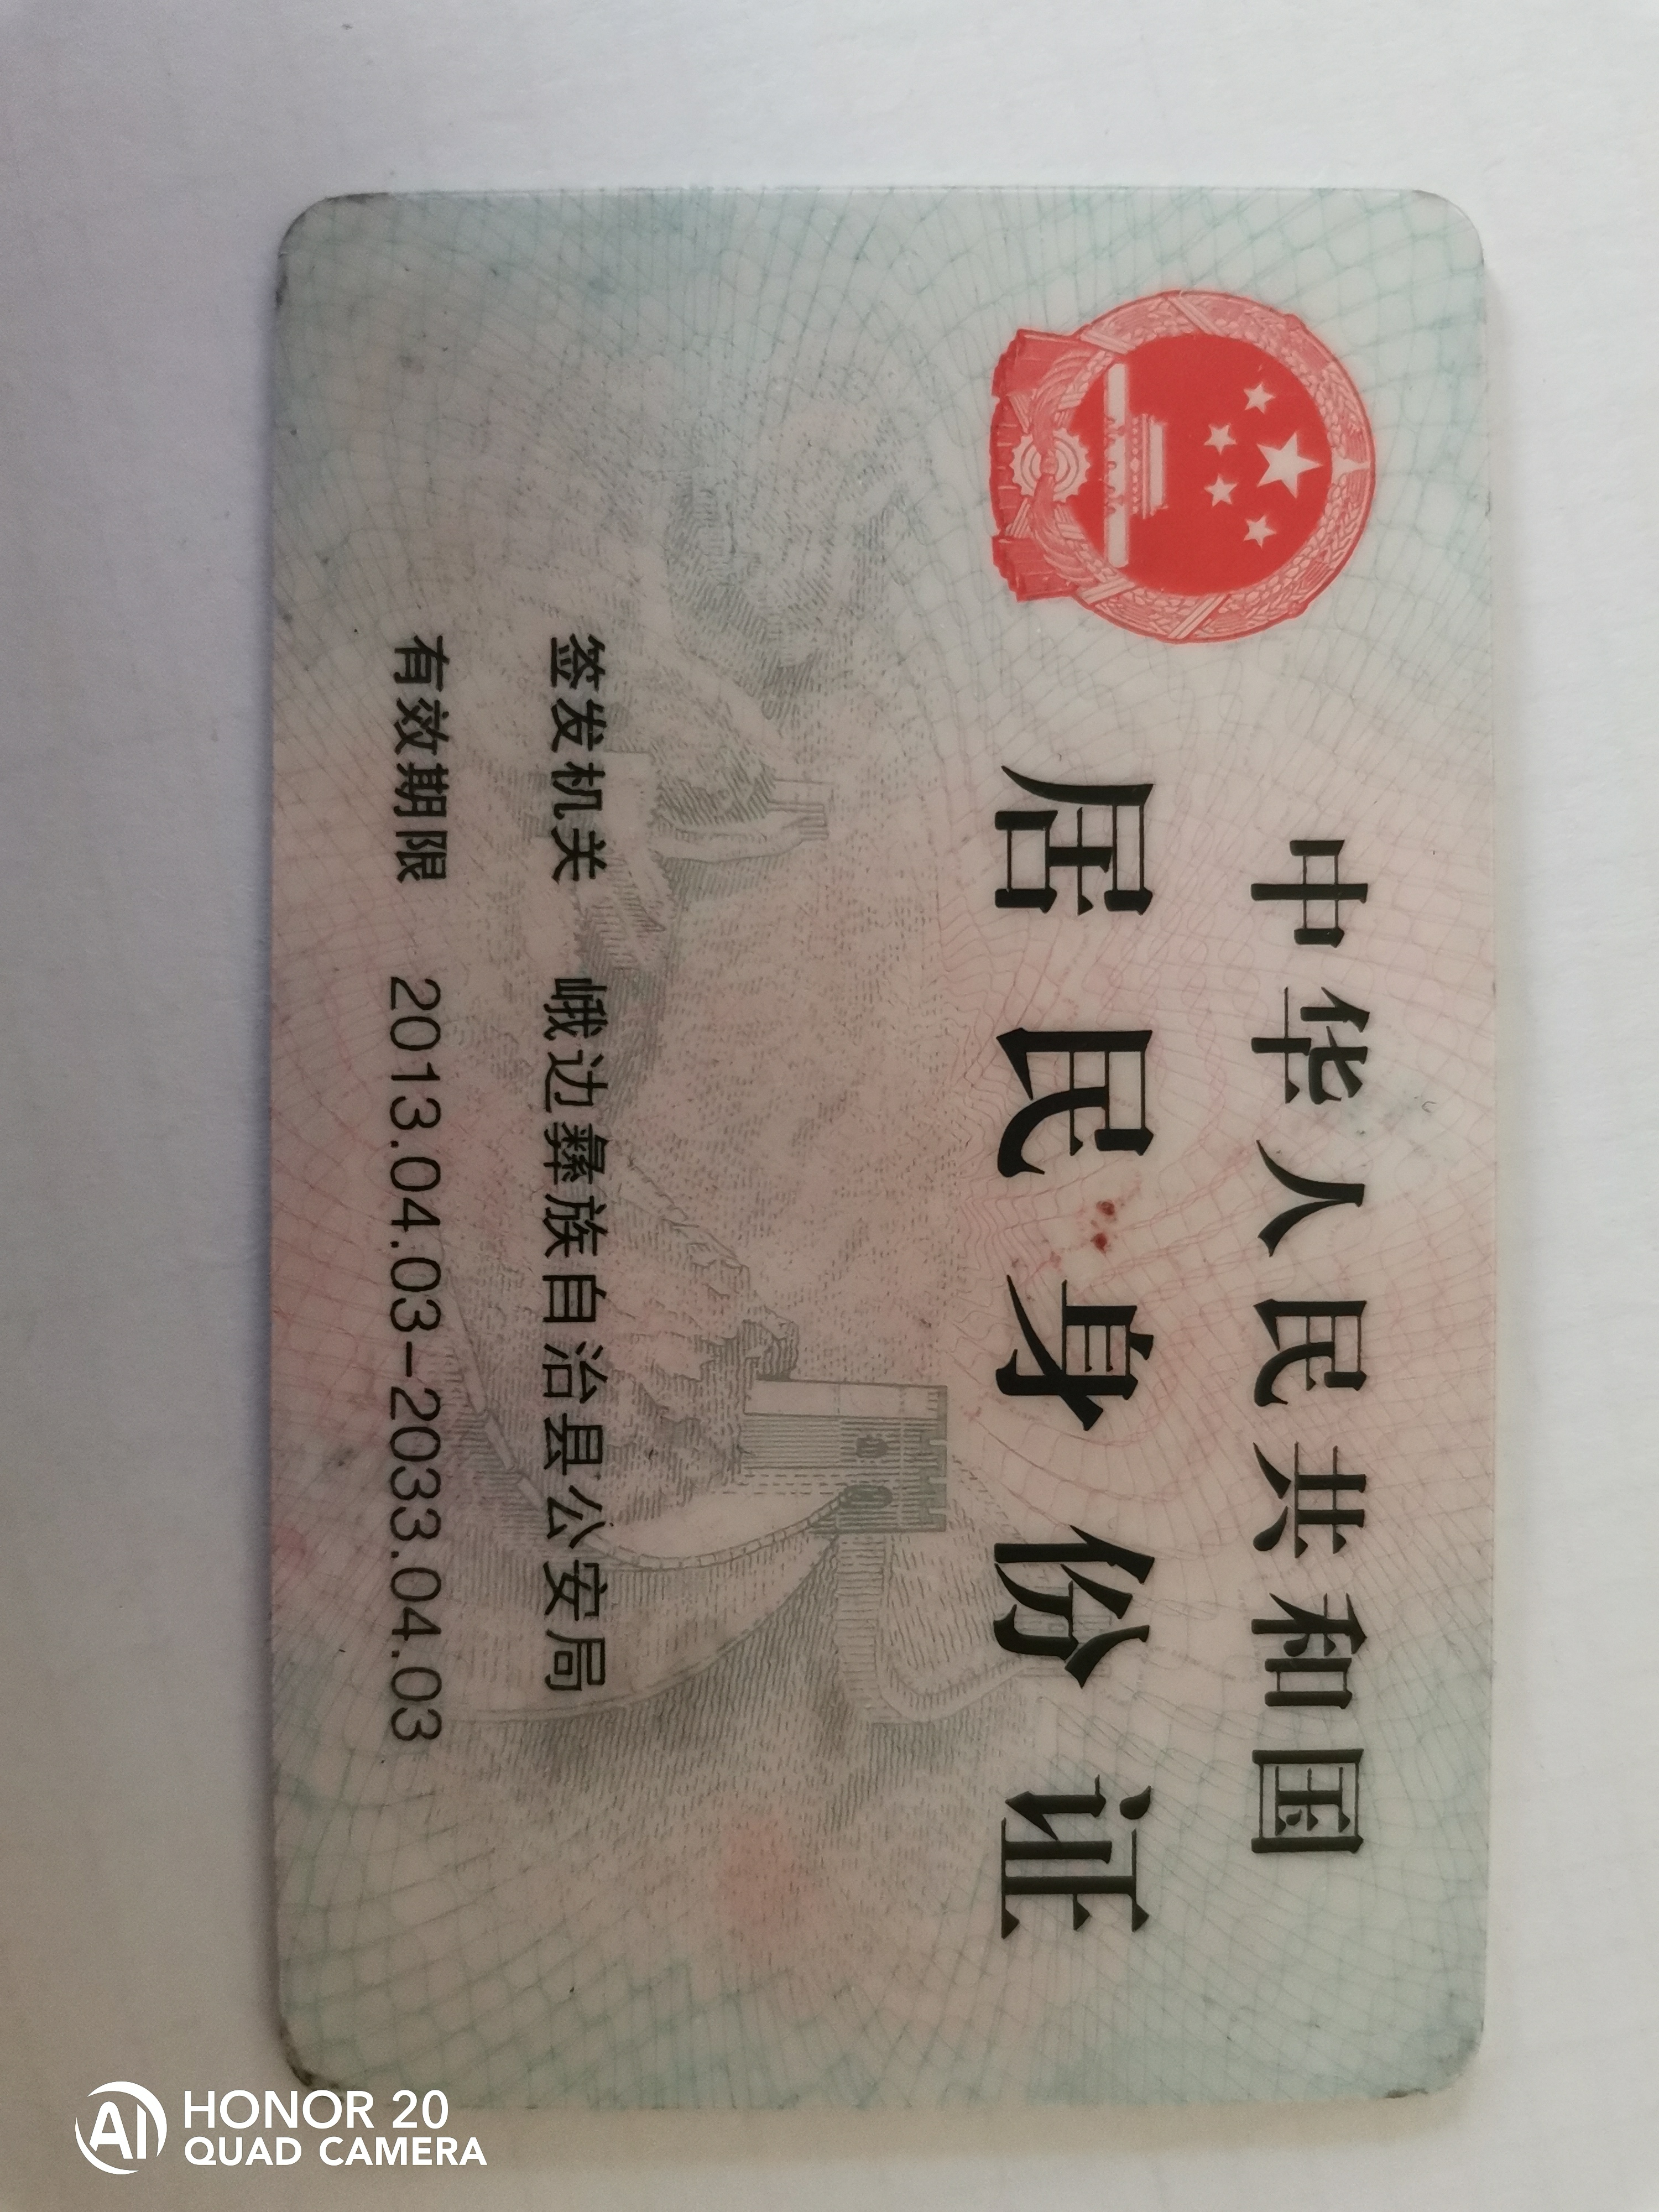 中华人民共和国
居民身份证
签发机关 峨边彝族自治县公安局
有效期限 2013.04.03-2033.04.03
AI HONOR 20
QUAD CAMERA